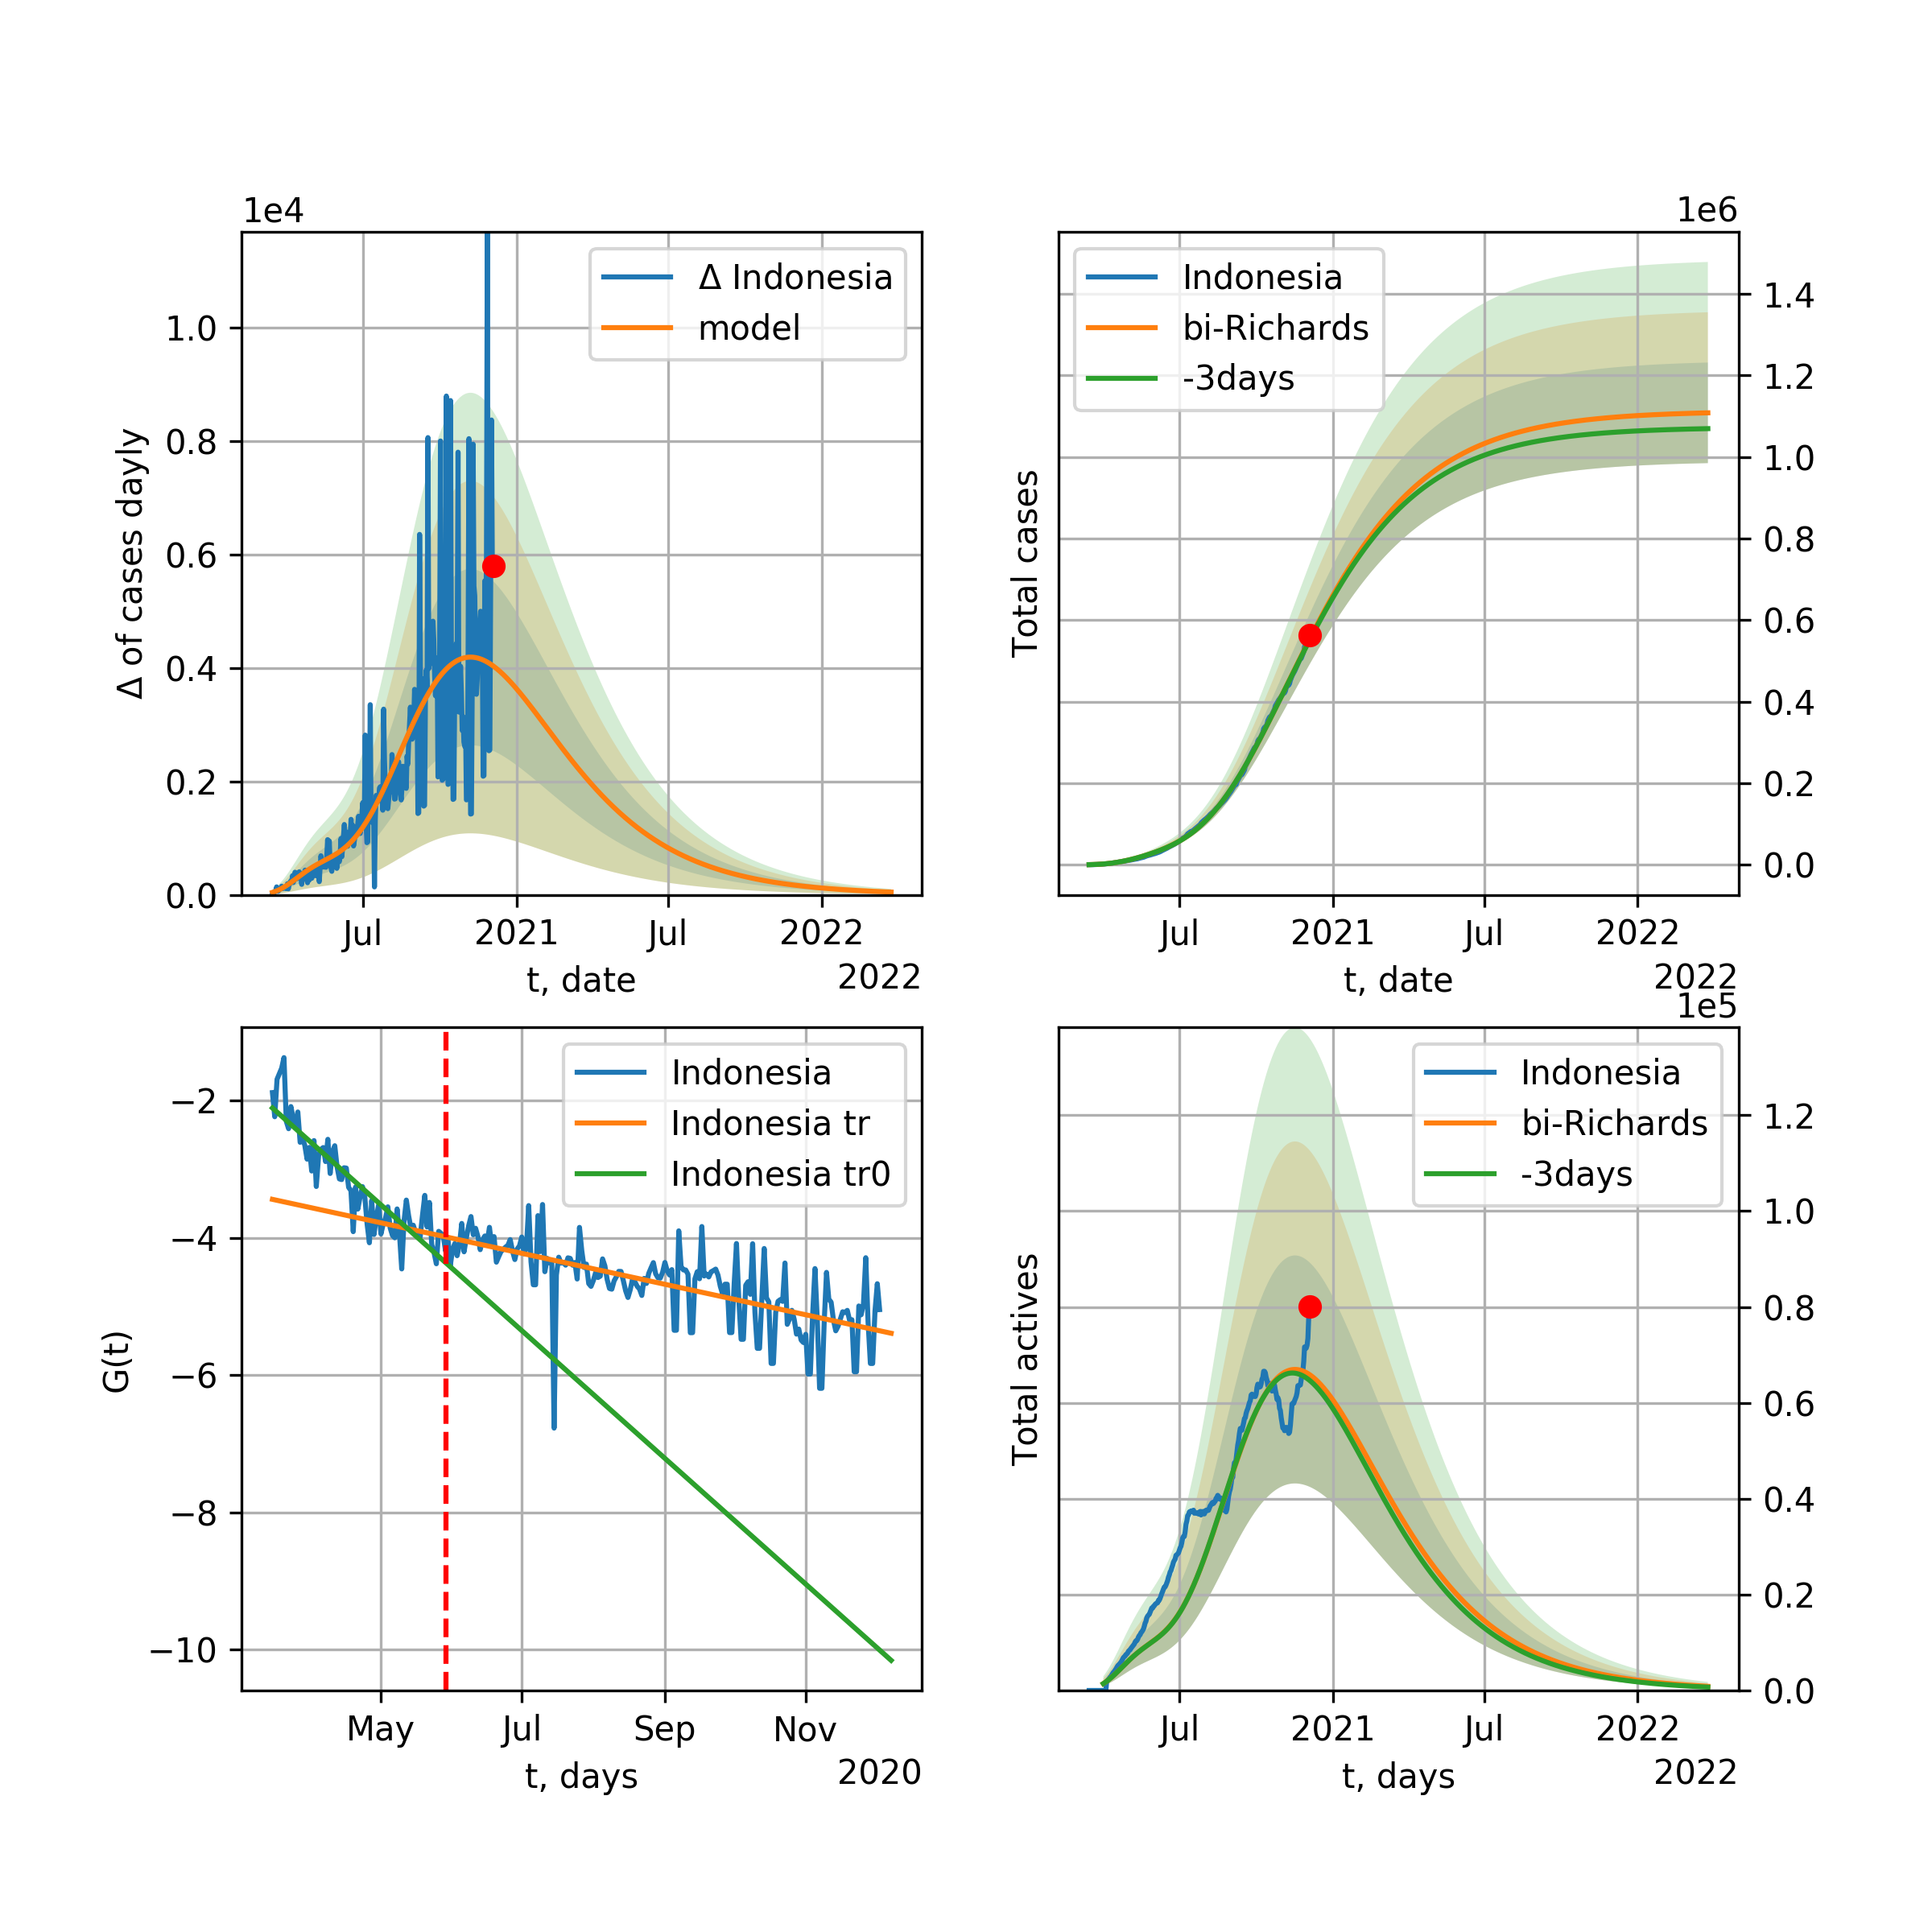 1e4
Δ Indonesia
model
1.0
0.8
0.6
0.4
0.2
0.0
Δ of cases dayly
Jul 2021 Jul 2022
t, date
2022
1e6
Indonesia
bi-Richards
-3days
1.4
1.2
1.0
0.8
0.6
0.4
0.2
0.0
Total cases
Jul 2021 Jul 2022
t, date
2022
Indonesia
Indonesia tr
Indonesia tr0
−2
−4
−6
−8
−10
G(t)
May Jul Sep Nov
t, days
2020
1e5
Indonesia
bi-Richards
-3days
1.2
1.0
0.8
0.6
0.4
0.2
0.0
Total actives
Jul 2021 Jul 2022
t, days
2022